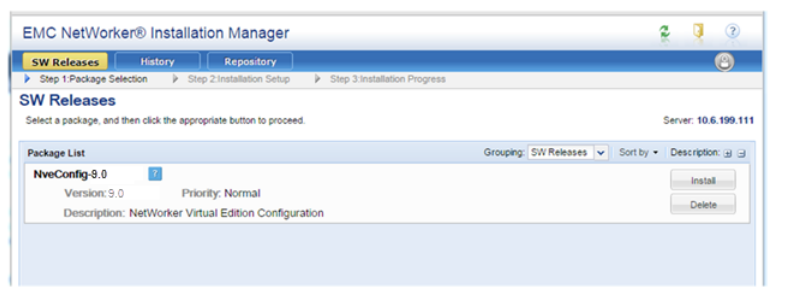 EMC NetWorker® Installation Manager
?
SW Releases History Repository
Step 1:Package Selection Step 2:Installation Setup Step 3:Installation Progress
SW Releases
Select a package, and then click the appropriate button to proceed. Server: 10.6.199.111
Package List Grouping: SW Releases Sort by Description:
NveConfig-9.0 ? Install
Version: 9.0 Priority: Normal
Delete
Description: NetWorker Virtual Edition Configuration